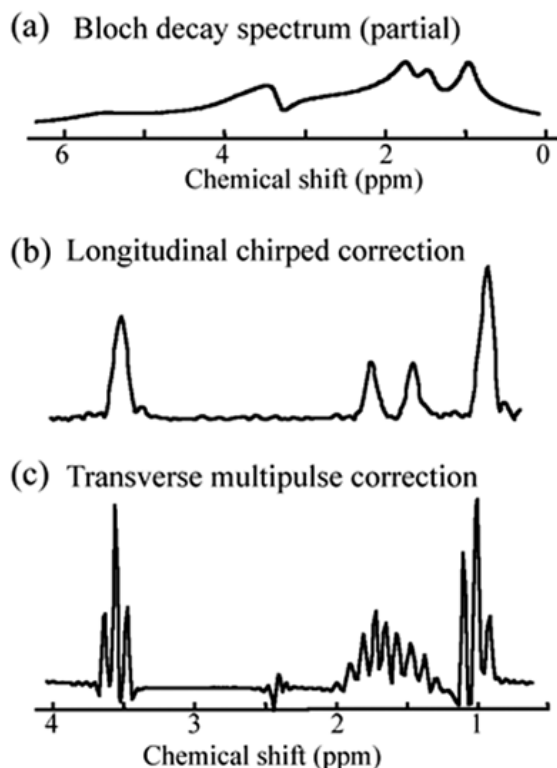 (a) Bloch decay spectrum (partial)
6 4 2 0
Chemical shift (ppm)
(b) Longitudinal chirped correction
(c) Transverse multipulse correction
4 3 2 1
Chemical shift (ppm)